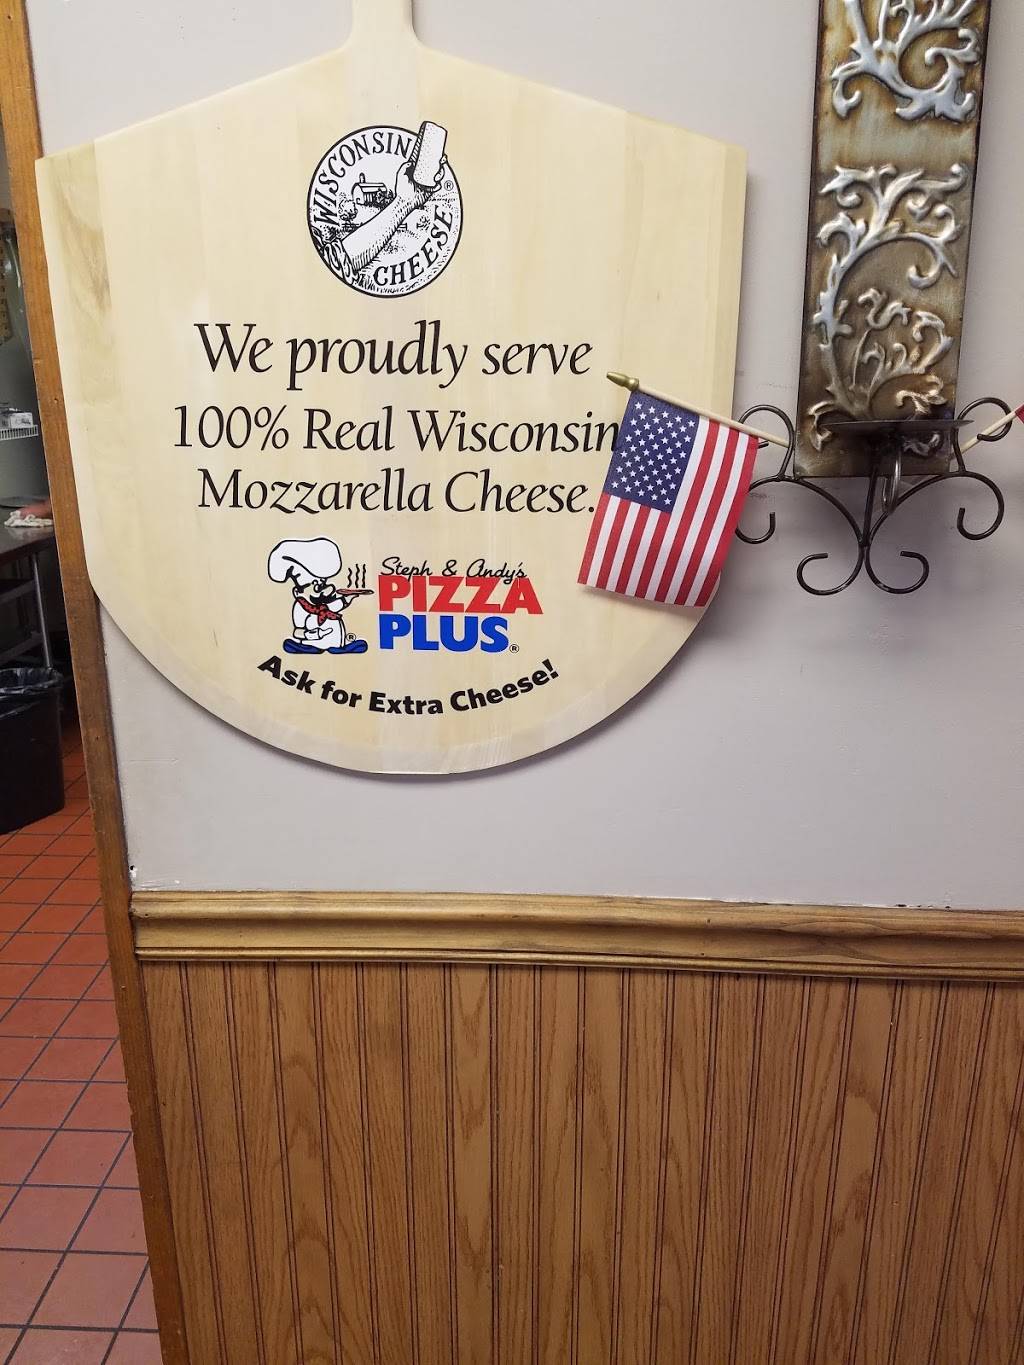 WISCONSIN
CHEESE
®
We proudly serve
100% Real Wisconsin
Mozzarella Cheese.
Steph & Andy's
PIZZA
PLUS®
®
Ask for Extra Cheese!